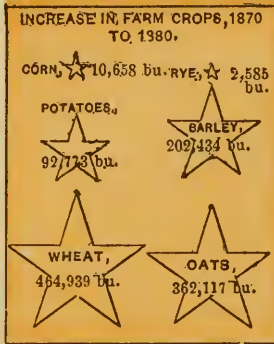 INCREASE IN FARM CROPS, 1870
TO 1880.
CORN, 10,658 bu. RYE, 2,585
bu.
POTATOES,
92,773 bu.
BARLEY,
202,434 bu.
WHEAT,
464,939 bu.
OATS,
362,117 bu.